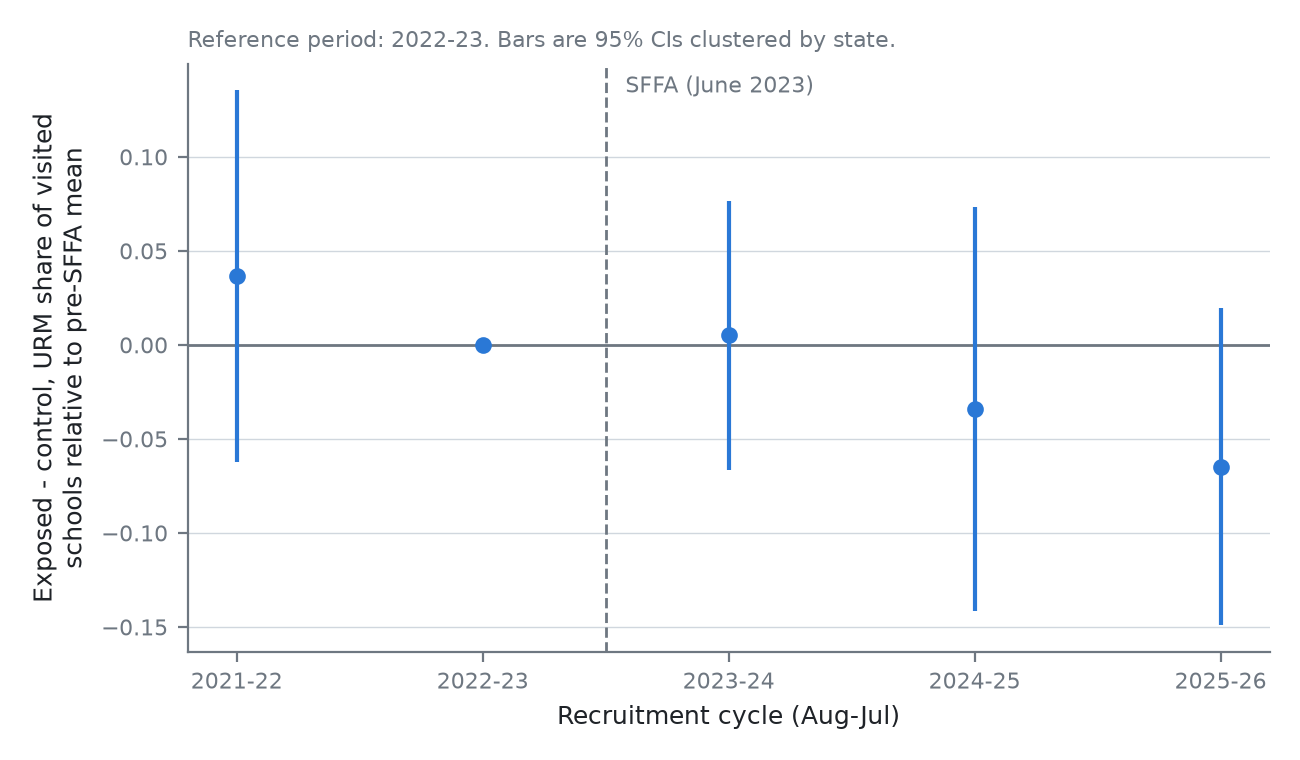 Reference period: 2022-23. Bars are 95% CIs clustered by state.
SFFA (June 2023)
Exposed - control, URM share of visited
schools relative to pre-SFFA mean
0.10
0.05
0.00
−0.05
−0.10
−0.15
2021-22
2022-23
2023-24
2024-25
2025-26
Recruitment cycle (Aug-Jul)